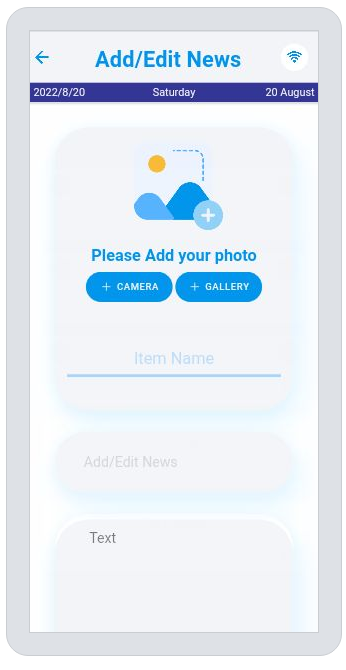 Add/Edit News
2022/8/20 Saturday 20 August
Please Add your photo
+ CAMERA + GALLERY
Item Name
Add/Edit News
Text